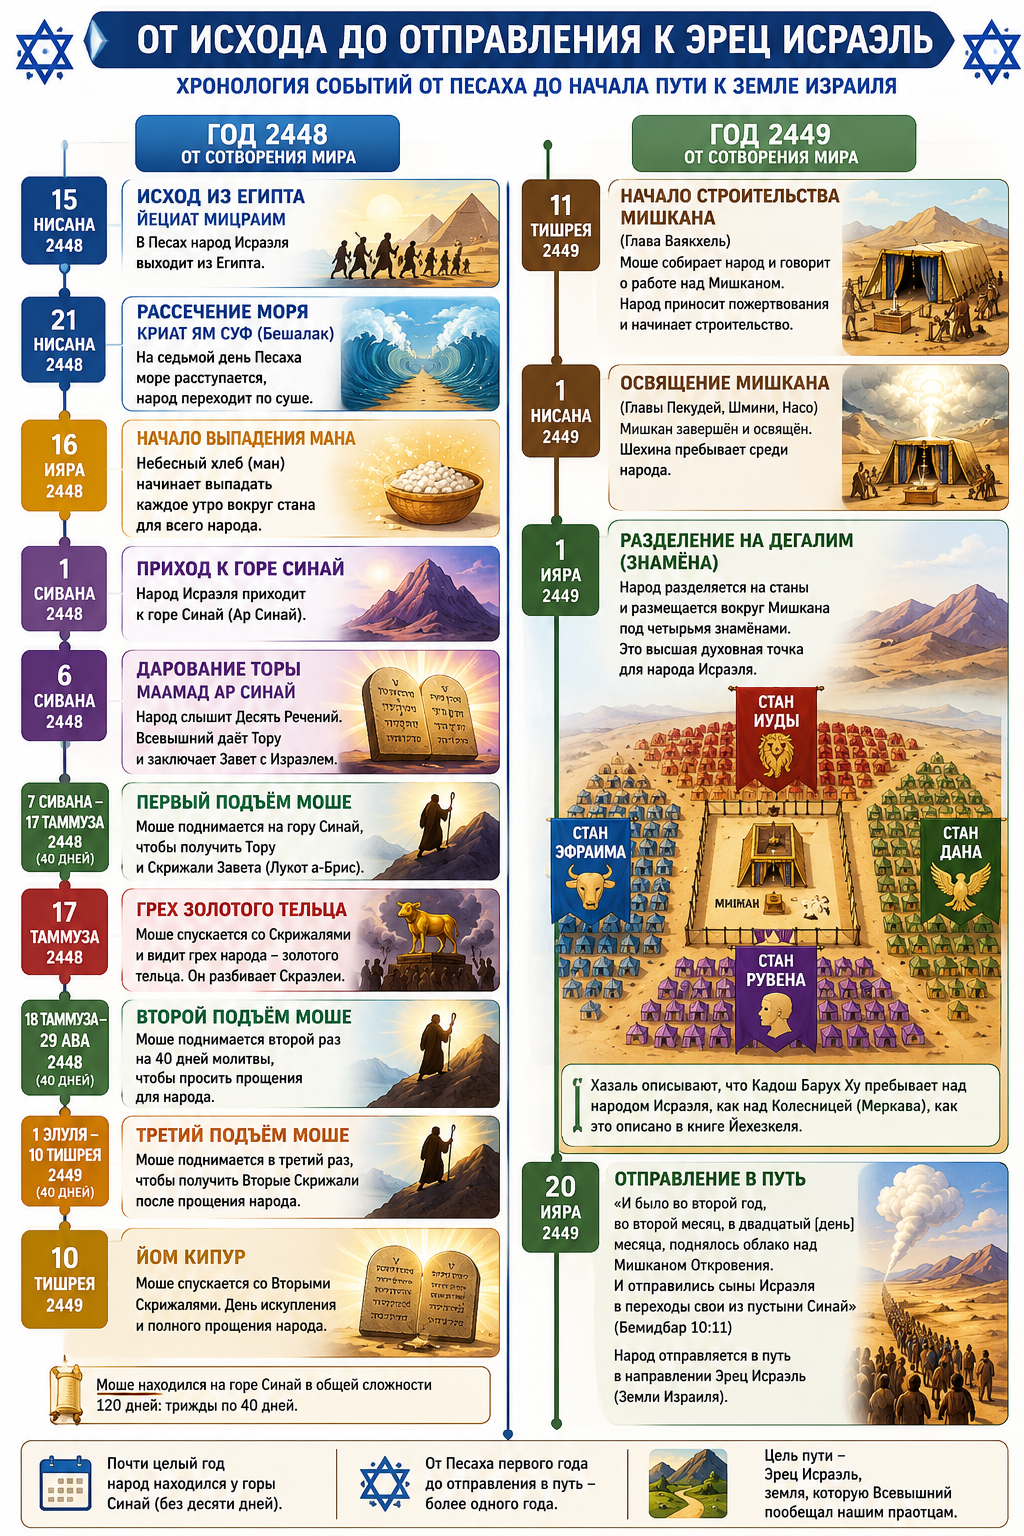 ОТ ИСХОДА ДО ОТПРАВЛЕНИЯ К ЭРЕЦ ИСРАЭЛЬ
ХРОНОЛОГИЯ СОБЫТИЙ ОТ ПЕСАХА ДО НАЧАЛА ПУТИ К ЗЕМЛЕ ИЗРАИЛЯ
ГОД 2448
ОТ СОТВОРЕНИЯ МИРА
15
НИСАНА
2448
ИСХОД ИЗ ЕГИПТА
ЙЕЦИАТ МИЦРАИМ
В Песах народ Исраэля
выходит из Египта.
21
НИСАНА
2448
РАССЕЧЕНИЕ МОРЯ
КРИАТ ЯМ СУФ (Бешалак)
На седьмой день Песаха
море расступается,
народ переходит по суше.
16
ИЯРА
2448
НАЧАЛО ВЫПАДЕНИЯ МАНА
Небесный хлеб (ман)
начинает выпадать
каждое утро вокруг стана
для всего народа.
1
СИВАНА
2448
ПРИХОД К ГОРЕ СИНАЙ
Народ Исраэля приходит
к горе Синай (Ар Синай).
6
СИВАНА
2448
ДАРОВАНИЕ ТОРЫ
МААМАД АР СИНАЙ
Народ слышит Десять Речений.
Всевышний даёт Тору
и заключает Завет с Израэлем.
7 СИВАНА –
17 ТАММУЗА
2448
(40 ДНЕЙ)
ПЕРВЫЙ ПОДЪЁМ МОШЕ
Моше поднимается на гору Синай,
чтобы получить Тору
и Скрижали Завета (Лукот а-Брис).
17
ТАММУЗА
2448
ГРЕХ ЗОЛОТОГО ТЕЛЬЦА
Моше спускается со Скрижалями
и видит грех народа – золотого
тельца. Он разбивает Скраэлеи.
18 ТАММУЗА–
29 АВА
2448
(40 ДНЕЙ)
ВТОРОЙ ПОДЪЁМ МОШЕ
Моше поднимается второй раз
на 40 дней молитвы,
чтобы просить прощения
для народа.
1 ЭЛУЛЯ –
10 ТИШРЕЯ
2449
(40 ДНЕЙ)
ТРЕТИЙ ПОДЪЁМ МОШЕ
Моше поднимается в третий раз,
чтобы получить Вторые Скрижали
после прощения народа.
10
ТИШРЕЯ
2449
ЙОМ КИПУР
Моше спускается со Вторыми
Скрижалями. День искупления
и полного прощения народа.
Моше находился на горе Синай в общей сложности
120 дней: трижды по 40 дней.
ГОД 2449
ОТ СОТВОРЕНИЯ МИРА
11
ТИШРЕЯ
2449
НАЧАЛО СТРОИТЕЛЬСТВА
МИШКАНА
(Глава Ваякхель)
Моше собирает народ и говорит
о работе над Мишканом.
Народ приносит пожертвования
и начинает строительство.
1
НИСАНА
2449
ОСВЯЩЕНИЕ МИШКАНА
(Главы Пекудей, Шмини, Насо)
Мишкан завершён и освящён.
Шехина пребывает среди
народа.
1
ИЯРА
2449
РАЗДЕЛЕНИЕ НА ДЕГАЛИМ
(ЗНАМЁНА)
Народ разделяется на станы
и размещается вокруг Мишкана
под четырьмя знамёнами.
Это высшая духовная точка
для народа Исраэля.
СТАН
ИУДЫ
СТАН
ЭФРАИМА
СТАН
ДАНА
МИШКАН
СТАН
РУВЕНА
Хазаль описывают, что Кадош Барух Ху пребывает над
народом Исраэля, как над Колесницей (Меркава), как
это описано в книге Йехезкеля.
20
ИЯРА
2449
ОТПРАВЛЕНИЕ В ПУТЬ
«И было во второй год,
во второй месяц, в двадцатый [день]
месяца, поднялось облако над
Мишканом Откровения.
И отправились сыны Исраэля
в переходы свои из пустыни Синай»
(Бемидбар 10:11)
Народ отправляется в путь
в направлении Эрец Исраэль
(Земли Израиля).
Почти целый год
народ находился у горы
Синай (без десяти дней).
От Песаха первого года
до отправления в путь –
более одного года.
Цель пути –
Эрец Исраэль,
земля, которую Всевышний
пообещал нашим праотцам.